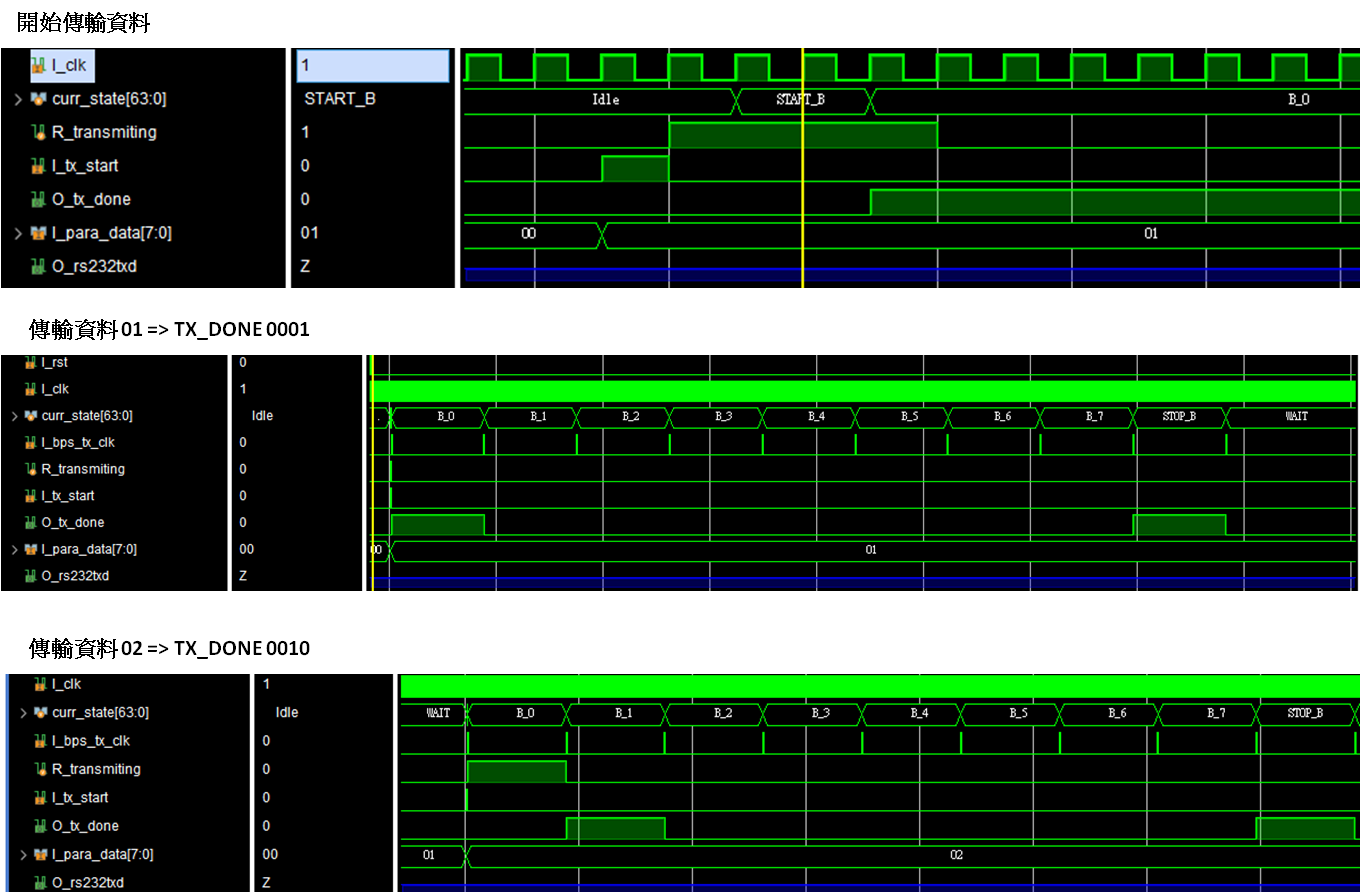 開始傳輸資料
I_clk 1
curr_state[63:0] START_B Idle START_B B_0
R_transmiting 1
I_tx_start 0
O_tx_done 0
I_para_data[7:0] 01 00 01
O_rs232txd Z
傳輸資料 01 => TX_DONE 0001
I_rst 0
I_clk 1
curr_state[63:0] Idle B_0 B_1 B_2 B_3 B_4 B_5 B_6 B_7 STOP_B WAIT
I_bps_tx_clk 0
R_transmiting 0
I_tx_start 0
O_tx_done 0
I_para_data[7:0] 00 00 01
O_rs232txd Z
傳輸資料 02 => TX_DONE 0010
I_clk 1
curr_state[63:0] Idle WAIT B_0 B_1 B_2 B_3 B_4 B_5 B_6 B_7 STOP_B
I_bps_tx_clk 0
R_transmiting 0
I_tx_start 0
O_tx_done 0
I_para_data[7:0] 00 01 02
O_rs232txd Z